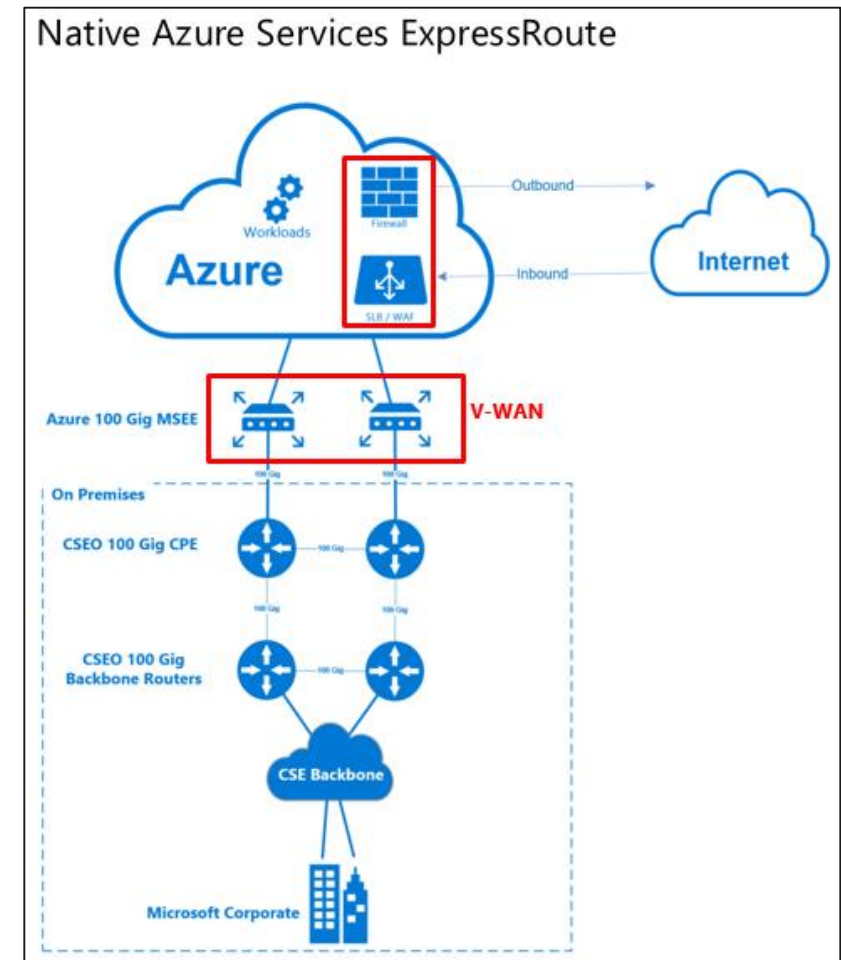 Native Azure Services ExpressRoute
Workloads
Azure
Firewall
SLB / WAF
Outbound
Inbound
Internet
Azure 100 Gig MSEE
V-WAN
100 Gig
100 Gig
On Premises
CSEO 100 Gig CPE
100 Gig
100 Gig
100 Gig
CSEO 100 Gig
Backbone Routers
100 Gig
CSE Backbone
Microsoft Corporate